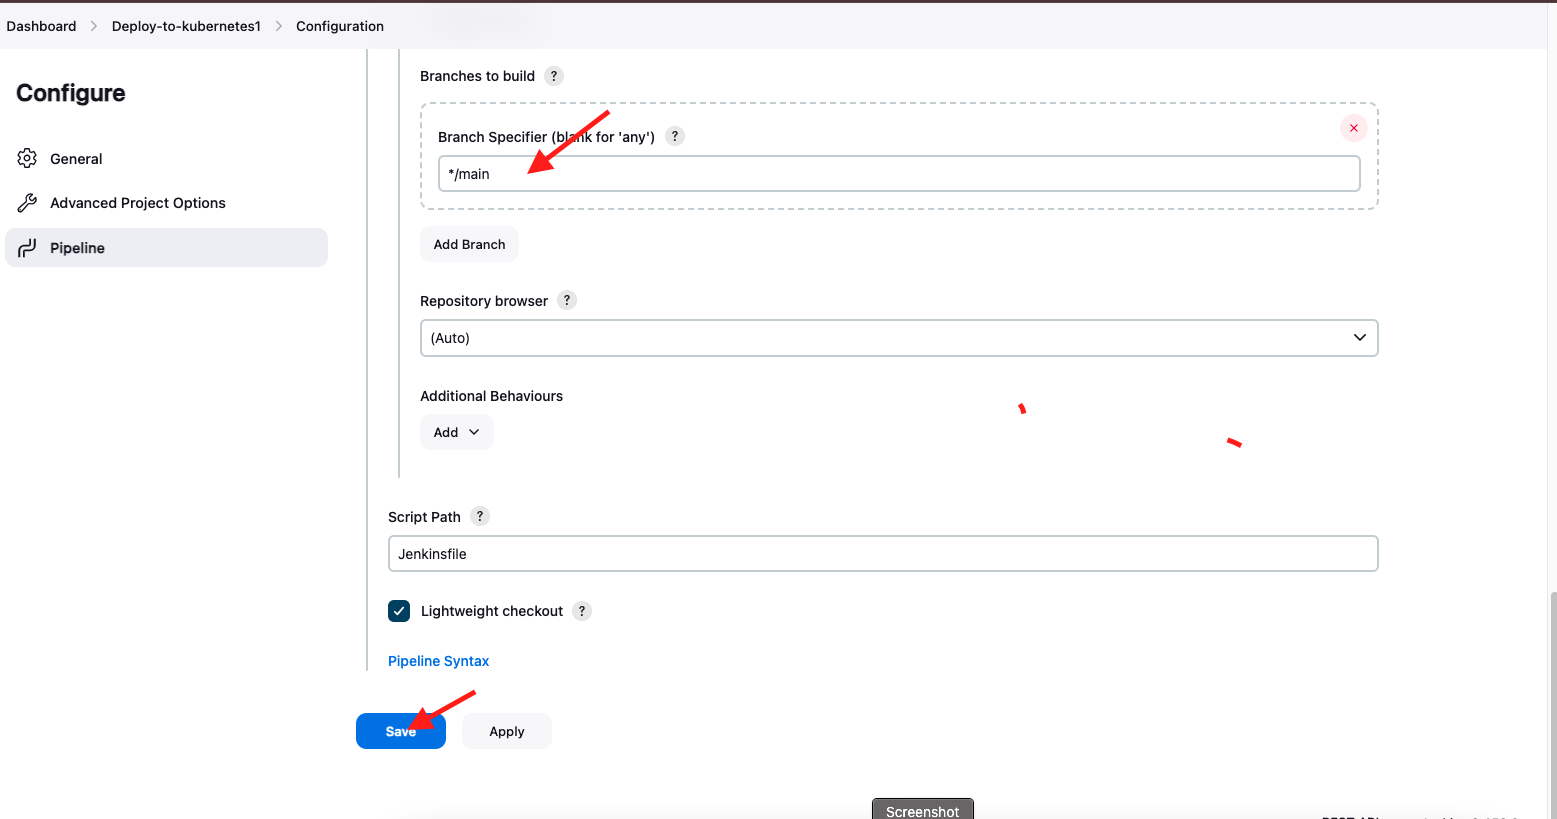 Dashboard > Deploy-to-kubernetes1 > Configuration
Configure
General
Advanced Project Options
Pipeline
Branches to build ?
Branch Specifier (blank for 'any') ?
*/main
Add Branch
Repository browser ?
(Auto)
Additional Behaviours
Add
Script Path ?
Jenkinsfile
Lightweight checkout ?
Pipeline Syntax
Save
Apply
Screenshot